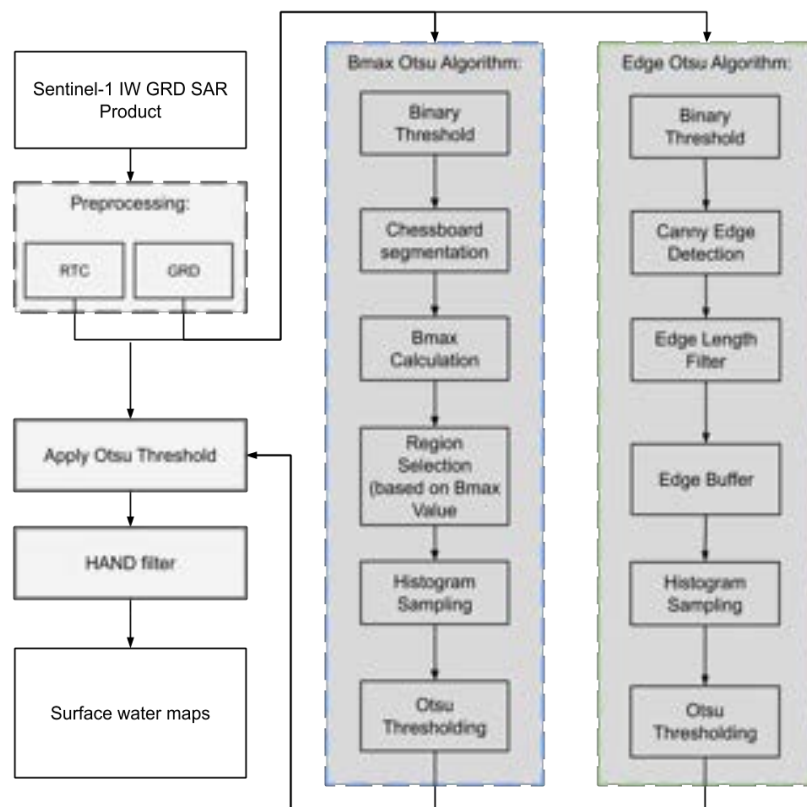 Sentinel-1 IW GRD SAR
Product
Preprocessing:
RTC
GRD
Apply Otsu Threshold
HAND filter
Surface water maps
Bmax Otsu Algorithm:
Binary
Threshold
Chessboard
segmentation
Bmax
Calculation
Region
Selection
(based on Bmax
Value
Histogram
Sampling
Otsu
Thresholding
Edge Otsu Algorithm:
Binary
Threshold
Canny Edge
Detection
Edge Length
Filter
Edge Buffer
Histogram
Sampling
Otsu
Thresholding